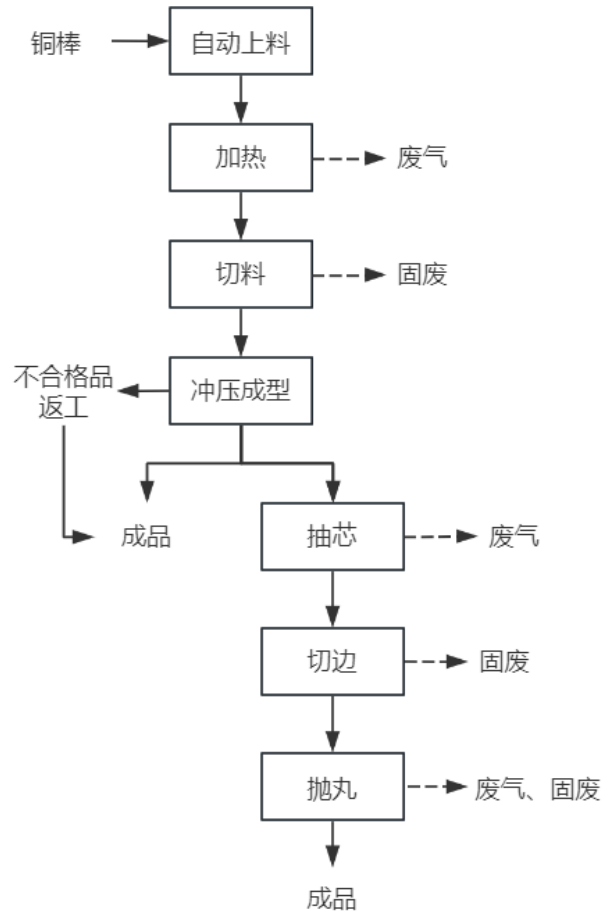 铜棒
自动上料
加热
废气
切料
固废
不合格品
返工
冲压成型
成品
抽芯
废气
切边
固废
抛丸
废气、固废
成品